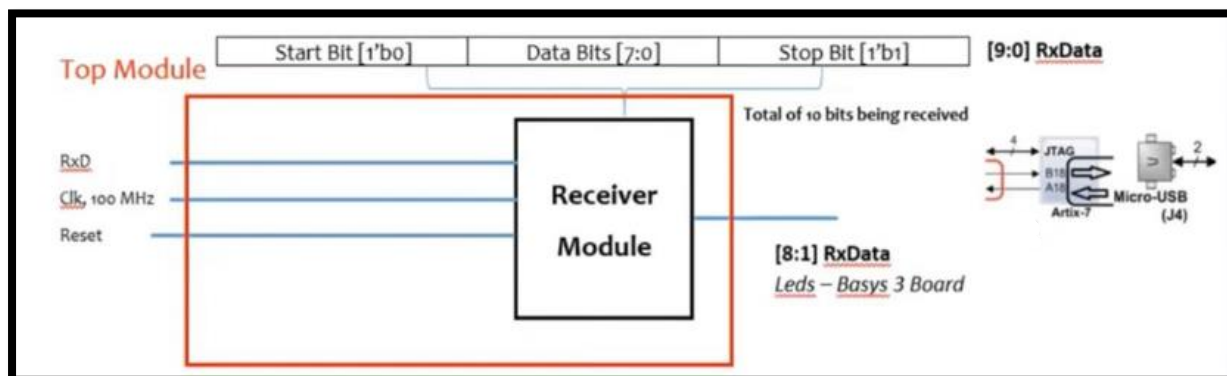 Start Bit [1'b0] Data Bits [7:0] Stop Bit [1'b1] [9:0] RxData
Top Module
Total of 10 bits being received
RxD
Clk, 100 MHz
Reset
Receiver
Module
[8:1] RxData
Leds – Basys 3 Board
4
JTAG
B18
A18
Artix-7
2
Micro-USB
(J4)